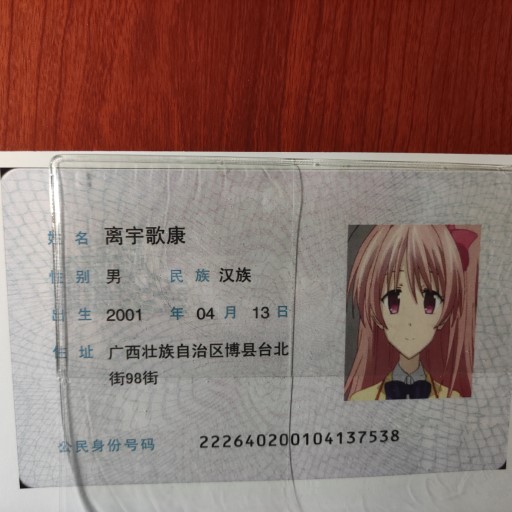 姓名 离宇歌康
性别 男 民族 汉族
出生 2001 年 04 月 13 日
住址 广西壮族自治区博县台北
街98街
公民身份号码 222640200104137538